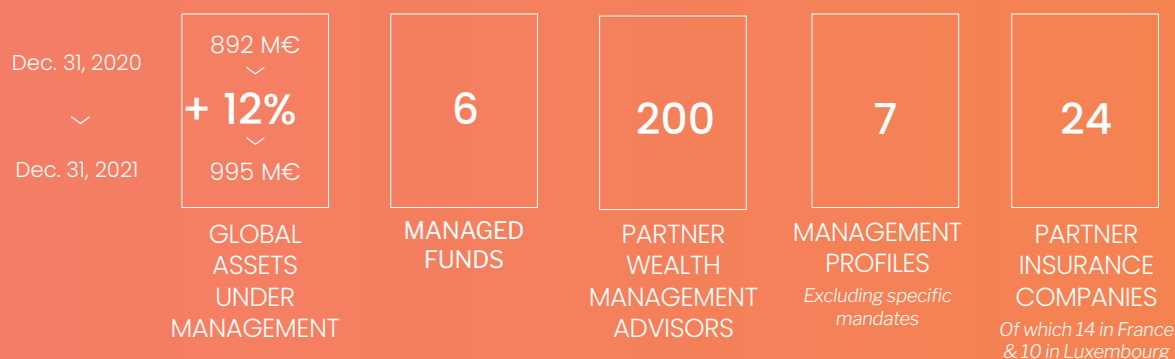 Dec. 31, 2020
Dec. 31, 2021
892 M€
+ 12%
995 M€
GLOBAL
ASSETS
UNDER
MANAGEMENT
6
MANAGED
FUNDS
200
PARTNER
WEALTH
MANAGEMENT
ADVISORS
7
MANAGEMENT
PROFILES
Excluding specific
mandates
24
PARTNER
INSURANCE
COMPANIES
Of which 14 in France
& 10 in Luxembourg